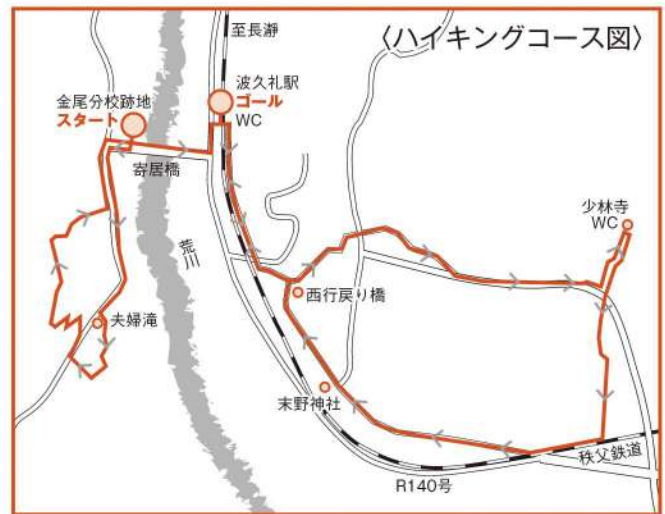 〈ハイキングコース図〉
至長瀞
波久礼駅
ゴール
WC
金尾分校跡地
スタート
寄居橋
少林寺
WC
荒川
西行戻り橋
夫婦滝
末野神社
秩父鉄道
R140号